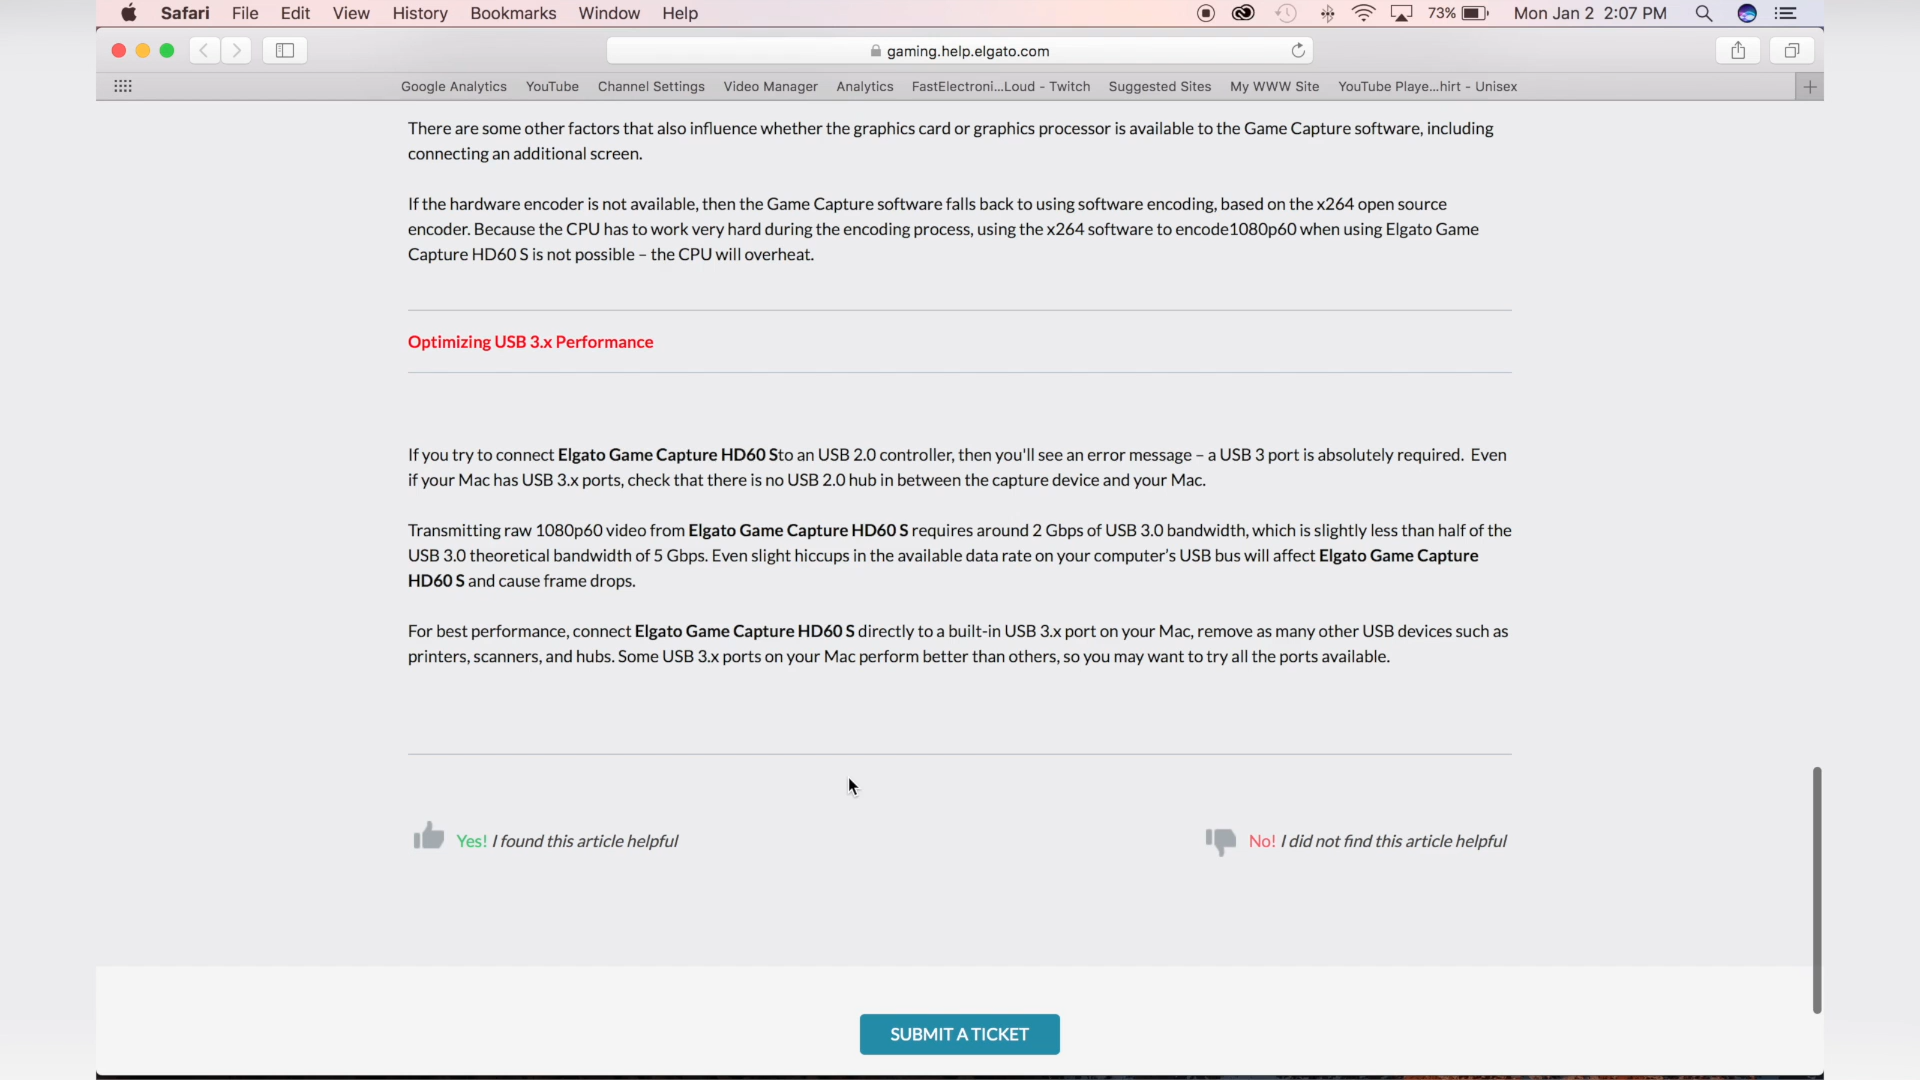 Safari File Edit View History Bookmarks Window Help 73% Mon Jan 2 2:07 PM
gaming.help.elgato.com
Google Analytics YouTube Channel Settings Video Manager Analytics FastElectroni...Loud - Twitch Suggested Sites My WWW Site YouTube Playe...hirt - Unisex
There are some other factors that also influence whether the graphics card or graphics processor is available to the Game Capture software, including
connecting an additional screen.
If the hardware encoder is not available, then the Game Capture software falls back to using software encoding, based on the x264 open source
encoder. Because the CPU has to work very hard during the encoding process, using the x264 software to encode1080p60 when using Elgato Game
Capture HD60 S is not possible – the CPU will overheat.
Optimizing USB 3.x Performance
If you try to connect Elgato Game Capture HD60 Sto an USB 2.0 controller, then you'll see an error message – a USB 3 port is absolutely required. Even
if your Mac has USB 3.x ports, check that there is no USB 2.0 hub in between the capture device and your Mac.
Transmitting raw 1080p60 video from Elgato Game Capture HD60 S requires around 2 Gbps of USB 3.0 bandwidth, which is slightly less than half of the
USB 3.0 theoretical bandwidth of 5 Gbps. Even slight hiccups in the available data rate on your computer’s USB bus will affect Elgato Game Capture
HD60 S and cause frame drops.
For best performance, connect Elgato Game Capture HD60 S directly to a built-in USB 3.x port on your Mac, remove as many other USB devices such as
printers, scanners, and hubs. Some USB 3.x ports on your Mac perform better than others, so you may want to try all the ports available.
Yes! I found this article helpful No! I did not find this article helpful
SUBMIT A TICKET